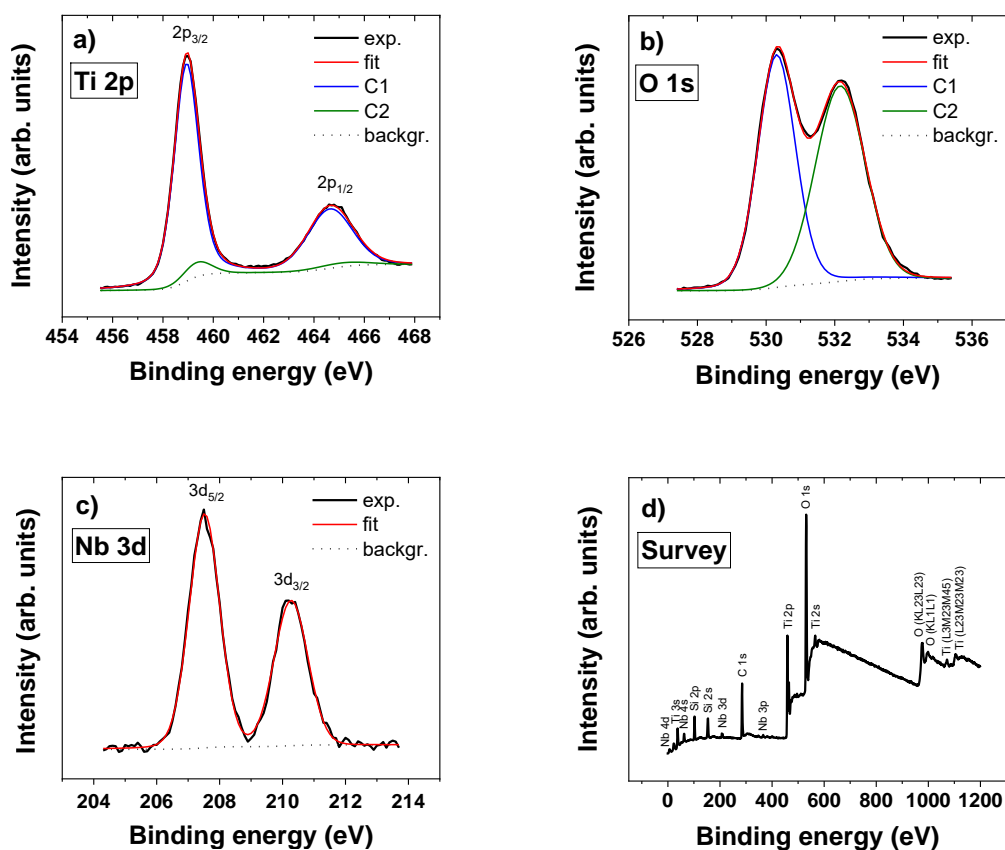 a)
Ti 2p
2p3/2
2p1/2
exp.
fit
C1
C2
backgr.
Intensity (arb. units)
454 456 458 460 462 464 466 468
Binding energy (eV)
b)
O 1s
exp.
fit
C1
C2
backgr.
Intensity (arb. units)
526 528 530 532 534 536
Binding energy (eV)
c)
Nb 3d
3d5/2
3d3/2
exp.
fit
backgr.
Intensity (arb. units)
204 206 208 210 212 214
Binding energy (eV)
d)
Survey
Nb 4d
Ti 3s
Nb 4s
Si 2p
Si 2s
Nb 3d
C 1s
Nb 3p
Ti 2p
O 1s
Ti 2s
O (KL23L23)
O (KL1L1)
Ti (L3M23M45)
Ti (L23M23M23)
Intensity (arb. units)
0 200 400 600 800 1000 1200
Binding energy (eV)